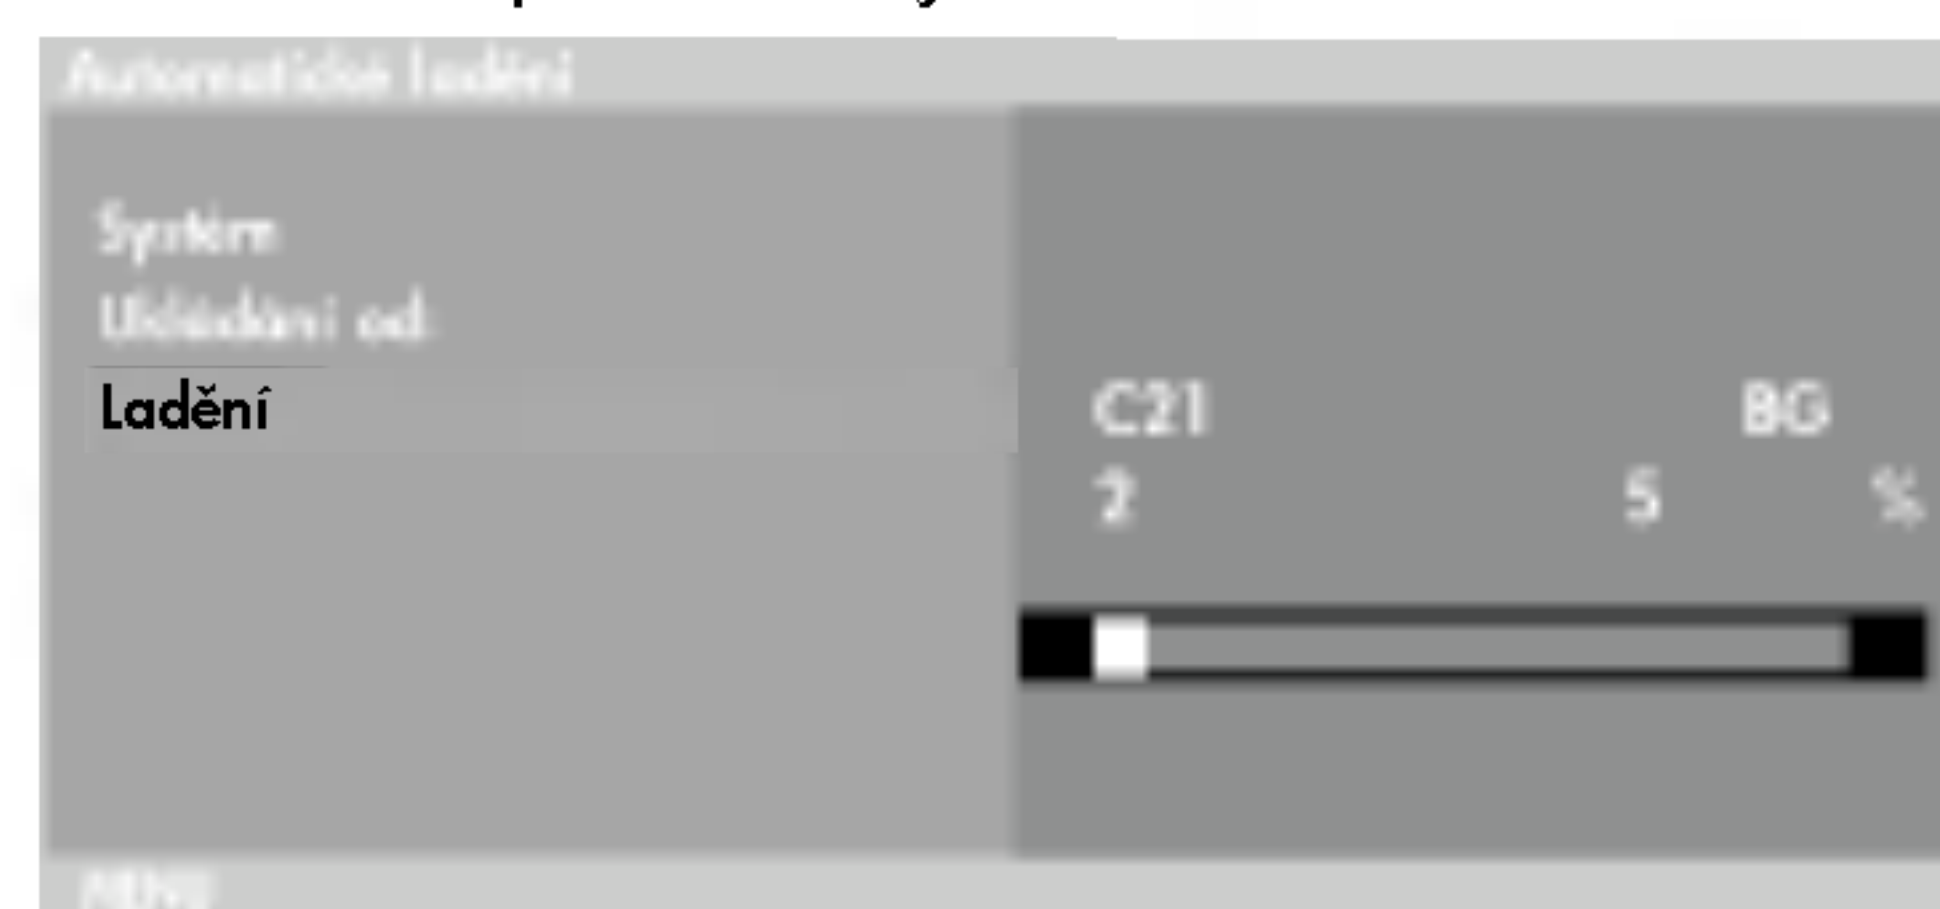 Automatické ladění
Systém
Ukládání od
Ladění C21 BG
2 5 %
MENU